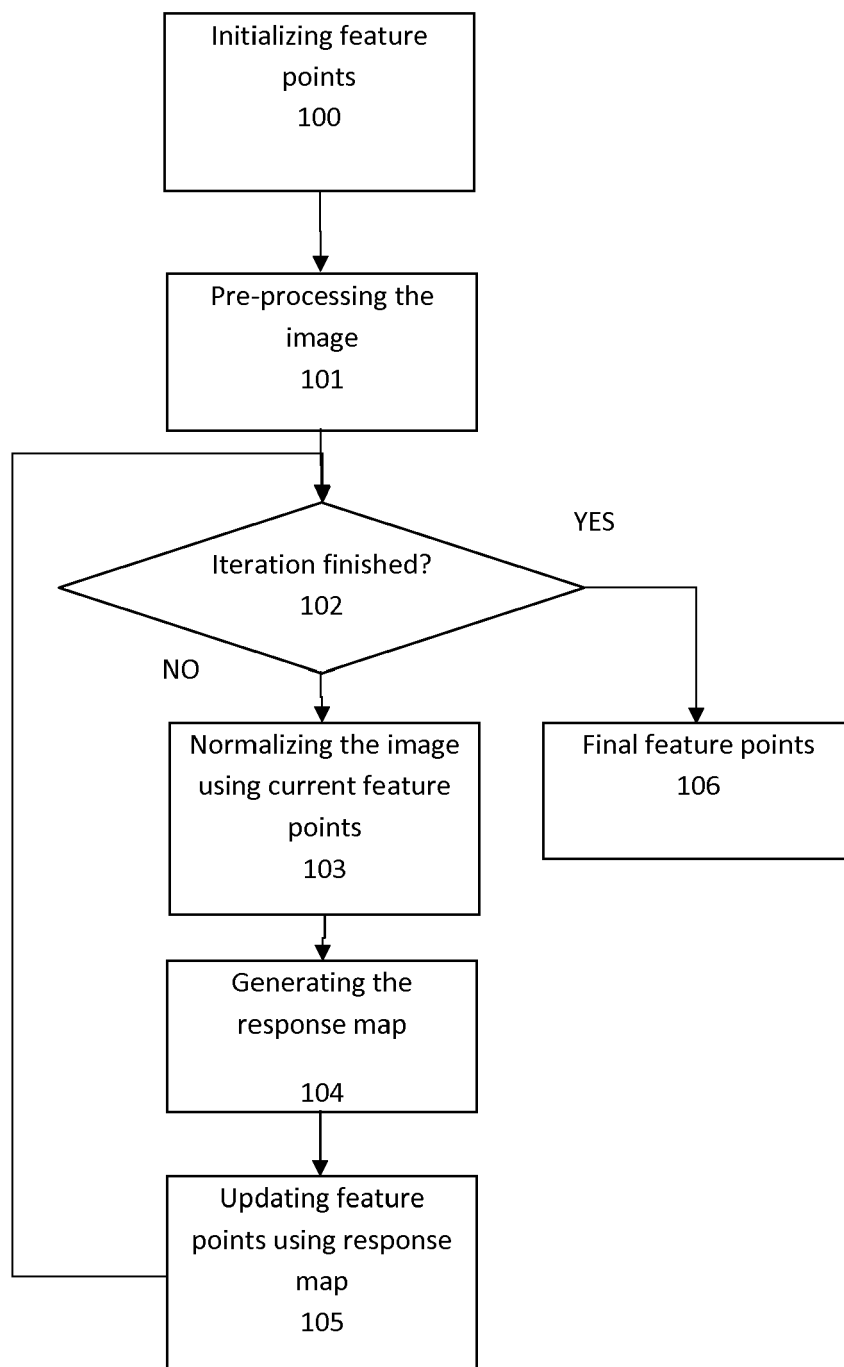 Initializing feature
points
100
Pre-processing the
image
101
YES
Iteration finished?
102
NO
Normalizing the image
using current feature
points
103
Final feature points
106
Generating the
response map
104
Updating feature
points using response
map
105